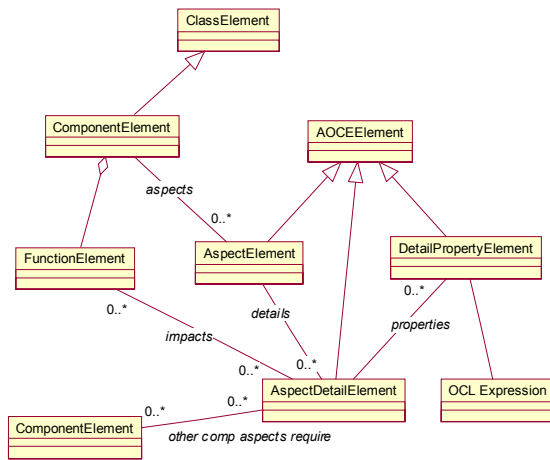 ClassElement
ComponentElement
AOCEElement
aspects
0..*
FunctionElement
AspectElement
DetailPropertyElement
0..*
0..*
details
impacts
properties
0..*
0..*
0..*
AspectDetailElement
OCL Expression
0..*
ComponentElement
other comp aspects require